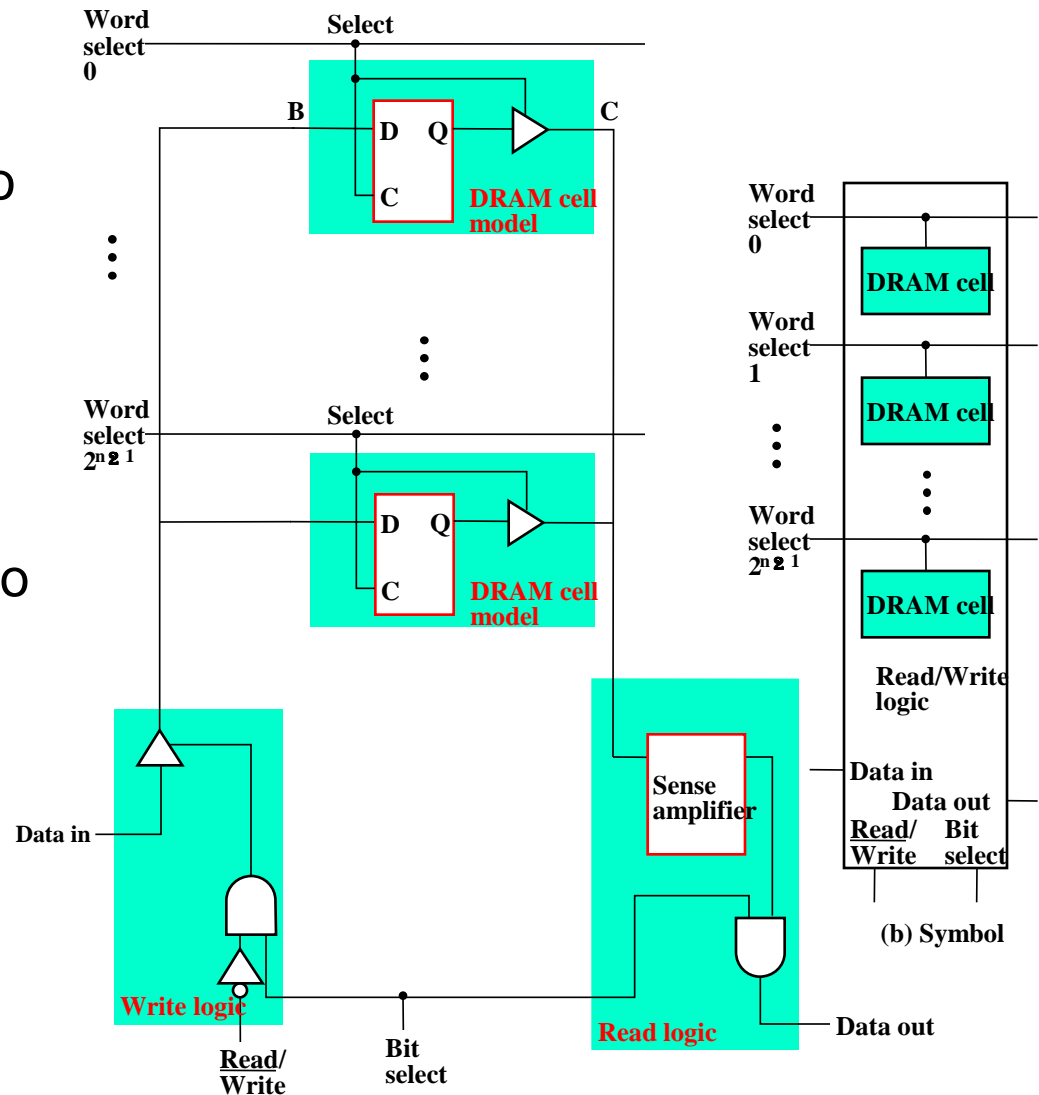 Word
select
0
Select
B
C
D Q
C
DRAM cell
model
Word
select
Select
D Q
C
DRAM cell
model
Data in
Write logic
Read/
Write
Bit
select
Sense
amplifier
Read logic
Data out
Word
select
0
DRAM cell
Word
select
1
DRAM cell
Word
select
DRAM cell
Read/Write
logic
Data in
Data out
Read/
Write
Bit
select
(b) Symbol